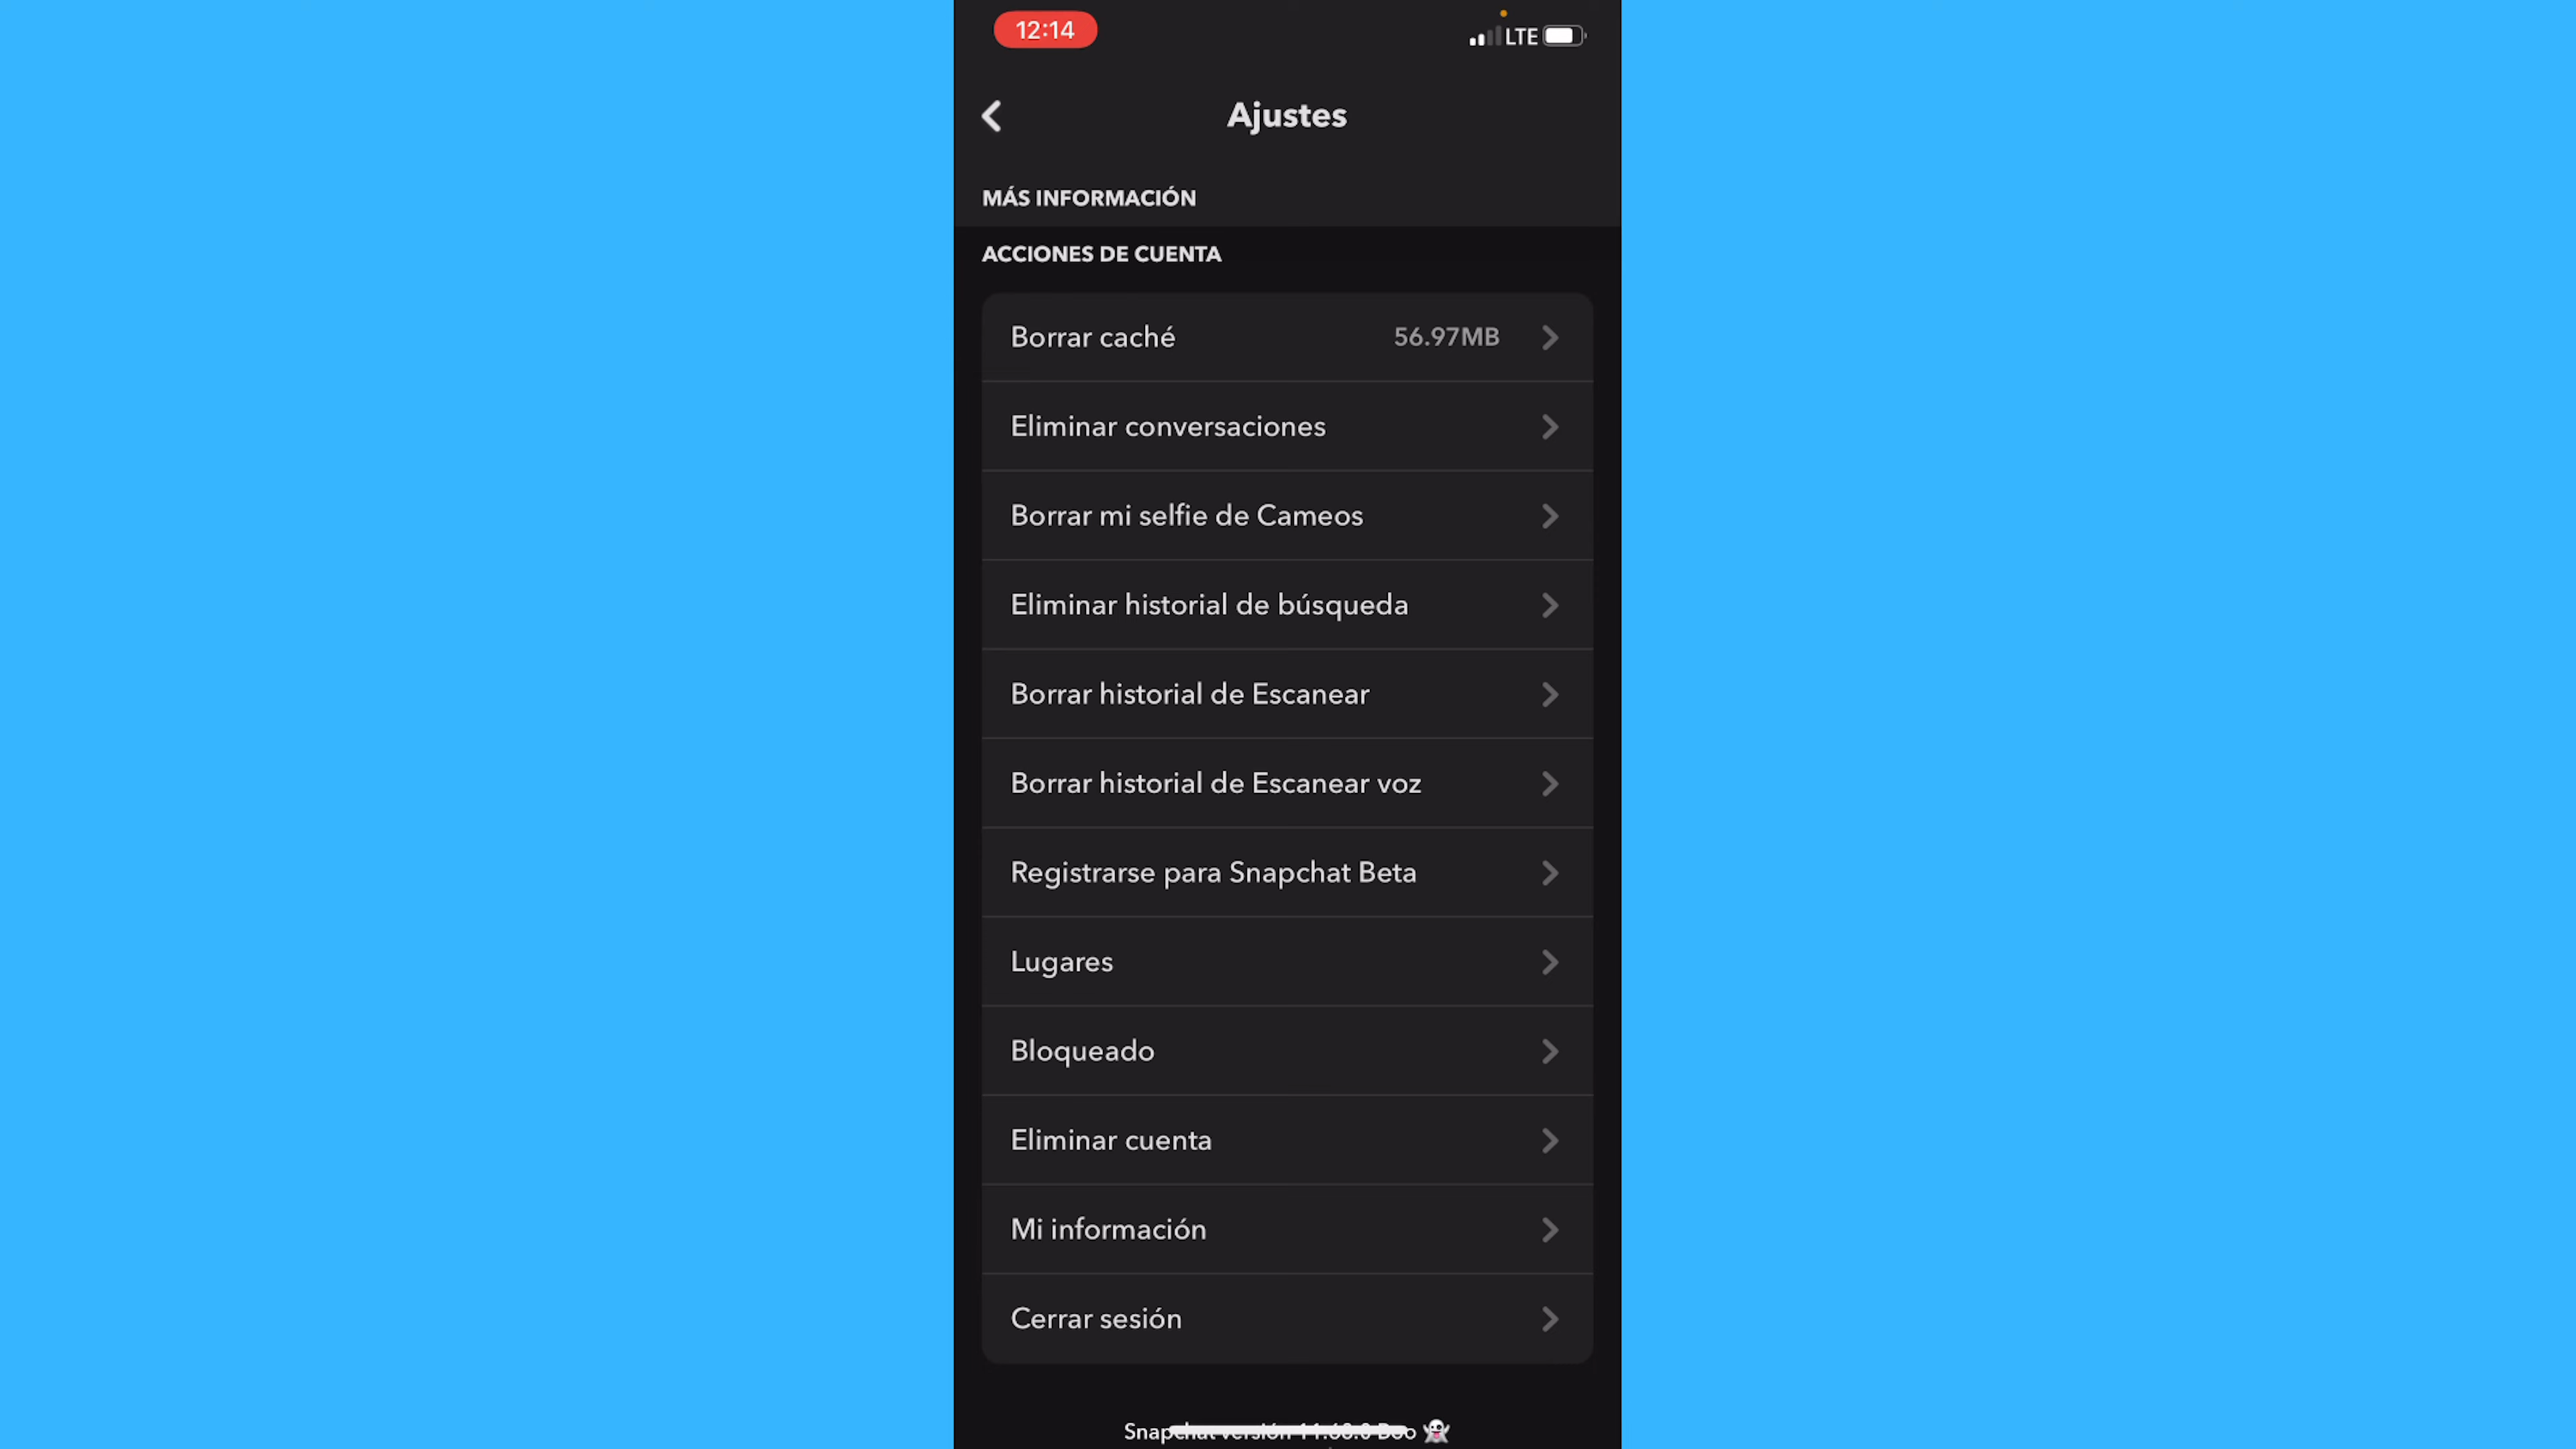 12:14
LTE
Ajustes
MÁS INFORMACIÓN
ACCIONES DE CUENTA
Borrar caché 56.97MB
Eliminar conversaciones
Borrar mi selfie de Cameos
Eliminar historial de búsqueda
Borrar historial de Escanear
Borrar historial de Escanear voz
Registrarse para Snapchat Beta
Lugares
Bloqueado
Eliminar cuenta
Mi información
Cerrar sesión
Snapchat versión